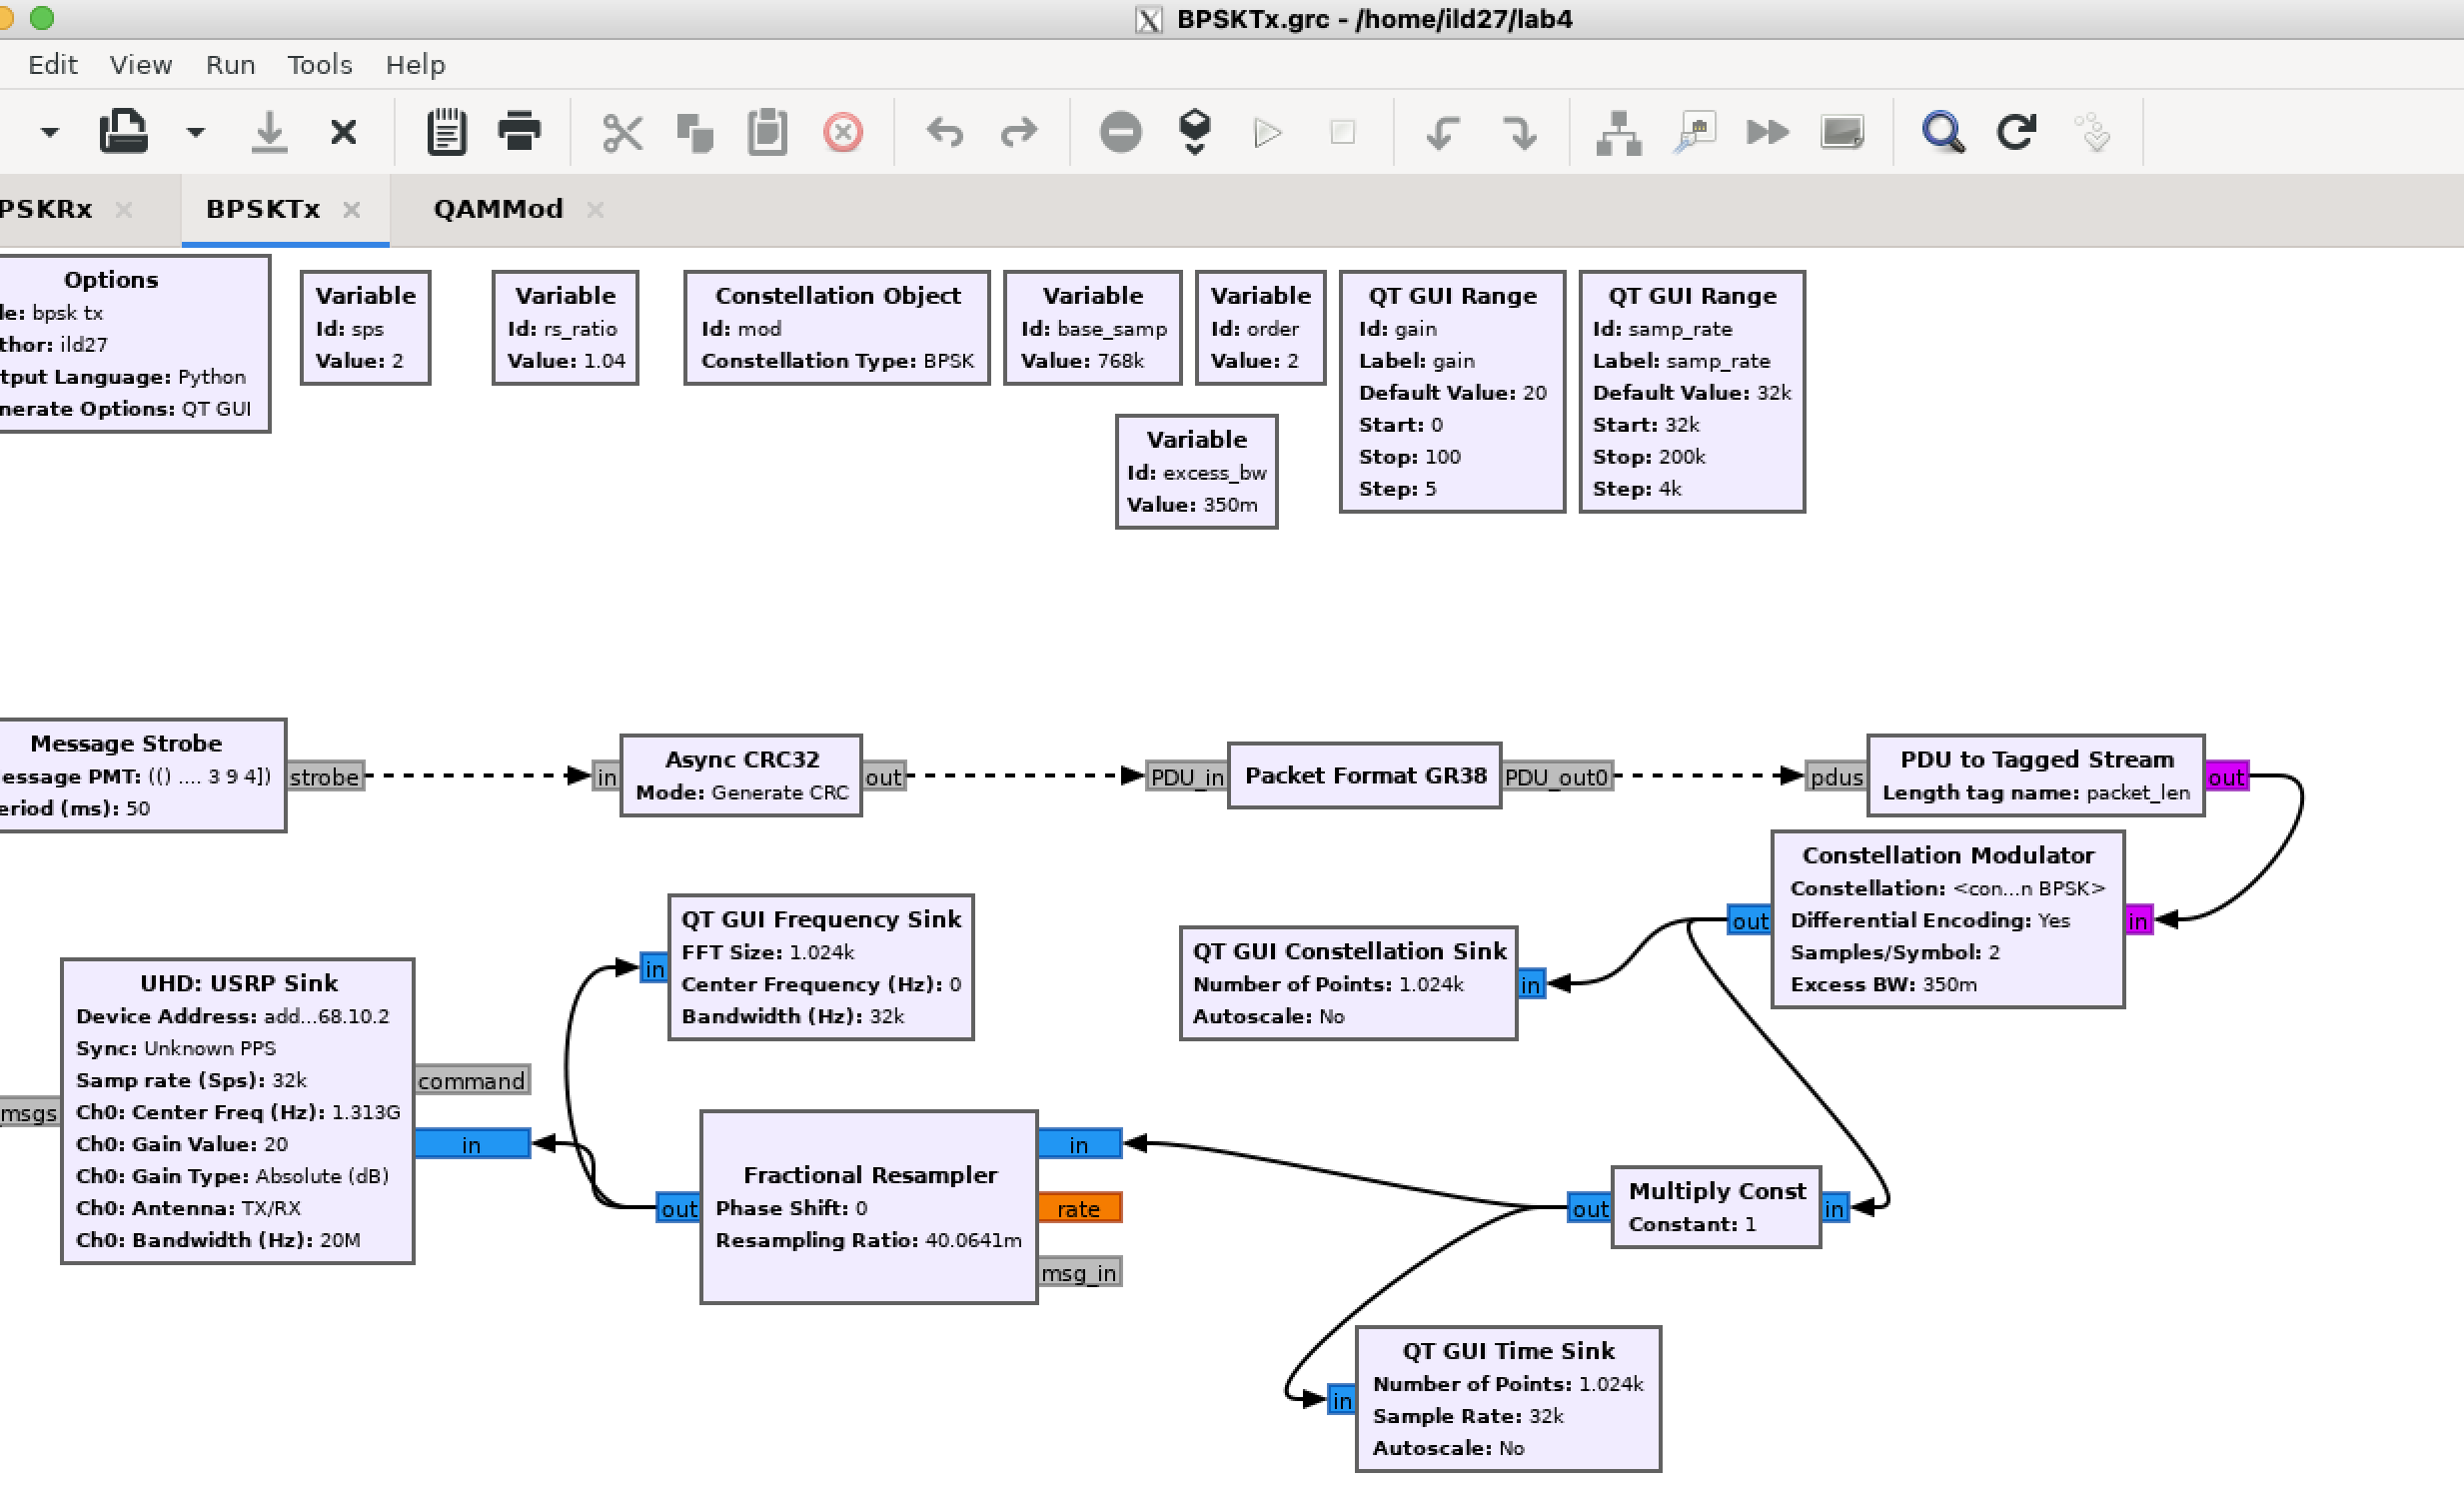 BPSKTx.grc - /home/ild27/lab4
Edit View Run Tools Help
PSKRx BPSKTx QAMMod
Options
le: bpsk tx
thor: ild27
tput Language: Python
nerate Options: QT GUI
Variable
Id: sps
Value: 2
Variable
Id: rs_ratio
Value: 1.04
Constellation Object
Id: mod
Constellation Type: BPSK
Variable
Id: base_samp
Value: 768k
Variable
Id: order
Value: 2
QT GUI Range
Id: gain
Label: gain
Default Value: 20
Start: 0
Stop: 100
Step: 5
QT GUI Range
Id: samp_rate
Label: samp_rate
Default Value: 32k
Start: 32k
Stop: 200k
Step: 4k
Variable
Id: excess_bw
Value: 350m
Message Strobe
essage PMT: (() .... 3 9 4])
eriod (ms): 50
strobe
in
Async CRC32
Mode: Generate CRC
out
PDU_in
Packet Format GR38
PDU_out0
pdus
PDU to Tagged Stream
Length tag name: packet_len
out
Constellation Modulator
Constellation: <con...n BPSK>
Differential Encoding: Yes
Samples/Symbol: 2
Excess BW: 350m
out
in
QT GUI Constellation Sink
Number of Points: 1.024k
Autoscale: No
in
QT GUI Frequency Sink
FFT Size: 1.024k
Center Frequency (Hz): 0
Bandwidth (Hz): 32k
in
UHD: USRP Sink
Device Address: add...68.10.2
Sync: Unknown PPS
Samp rate (Sps): 32k
Ch0: Center Freq (Hz): 1.313G
Ch0: Gain Value: 20
Ch0: Gain Type: Absolute (dB)
Ch0: Antenna: TX/RX
Ch0: Bandwidth (Hz): 20M
msgs
command
in
Fractional Resampler
Phase Shift: 0
Resampling Ratio: 40.0641m
out
in
rate
msg_in
Multiply Const
Constant: 1
out
in
QT GUI Time Sink
Number of Points: 1.024k
Sample Rate: 32k
Autoscale: No
in